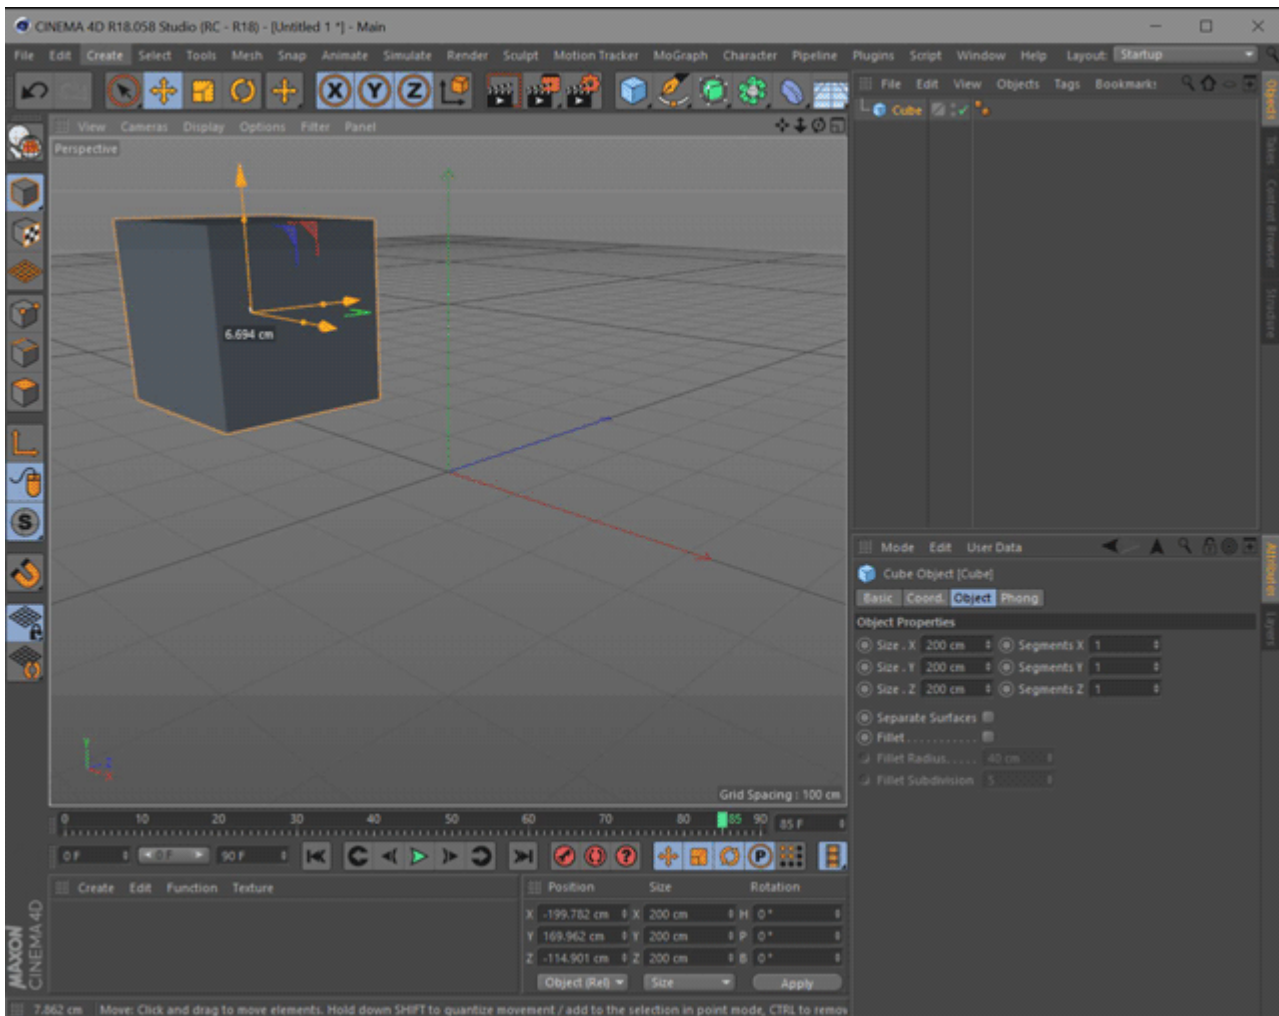 CINEMA 4D R18.058 Studio (RC - R18) - [Untitled 1 *] - Main
File Edit Create Select Tools Mesh Snap Animate Simulate Render Sculpt Motion Tracker MoGraph Character Pipeline Plugins Script Window Help Layout: Startup
X Y Z
File Edit View Objects Tags Bookmarks
Cube
Objects
Takes
Content Browser
Structure
View Cameras Display Options Filter Panel
Perspective
6.694 cm
Y
Z
X
Grid Spacing : 100 cm
S
Mode Edit User Data
Cube Object [Cube]
Basic Coord. Object Phong
Object Properties
Size . X 200 cm Segments X 1
Size . Y 200 cm Segments Y 1
Size . Z 200 cm Segments Z 1
Separate Surfaces
Fillet . . . . . . . . . . .
Fillet Radius. . . . . 40 cm
Fillet Subdivision 5
Attributes
Layers
0 10 20 30 40 50 60 70 80 85 90 85 F
0 F 0 F 90 F
? P
Create Edit Function Texture
Position Size Rotation
X -199.782 cm X 200 cm H 0 °
Y 169.962 cm Y 200 cm P 0 °
Z -114.901 cm Z 200 cm B 0 °
Object (Rel) Size Apply
MAXON
CINEMA 4D
7.862 cm Move: Click and drag to move elements. Hold down SHIFT to quantize movement / add to the selection in point mode, CTRL to remov